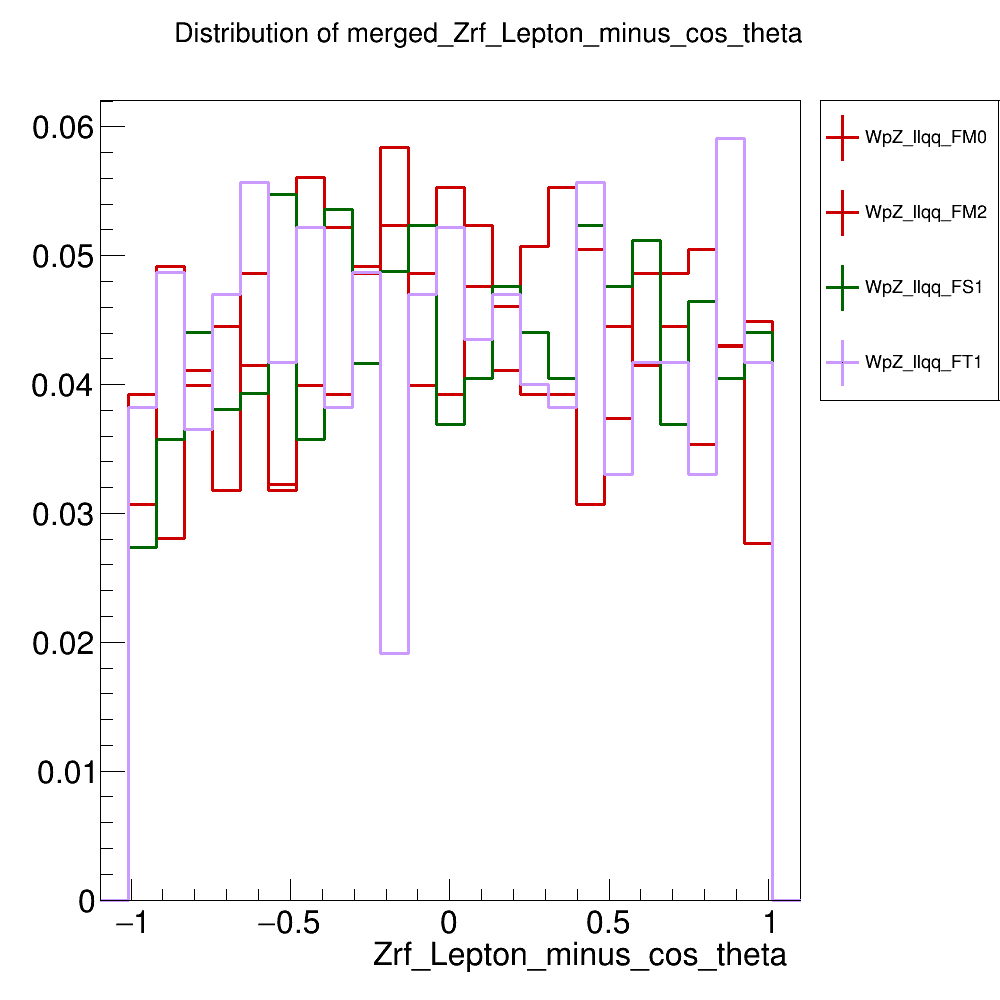 Distribution of merged_Zrf_Lepton_minus_cos_theta
0.06
0.05
0.04
0.03
0.02
0.01
0
−1
−0.5
0
0.5
1
Zrf_Lepton_minus_cos_theta
WpZ_llqq_FM0
WpZ_llqq_FM2
WpZ_llqq_FS1
WpZ_llqq_FT1